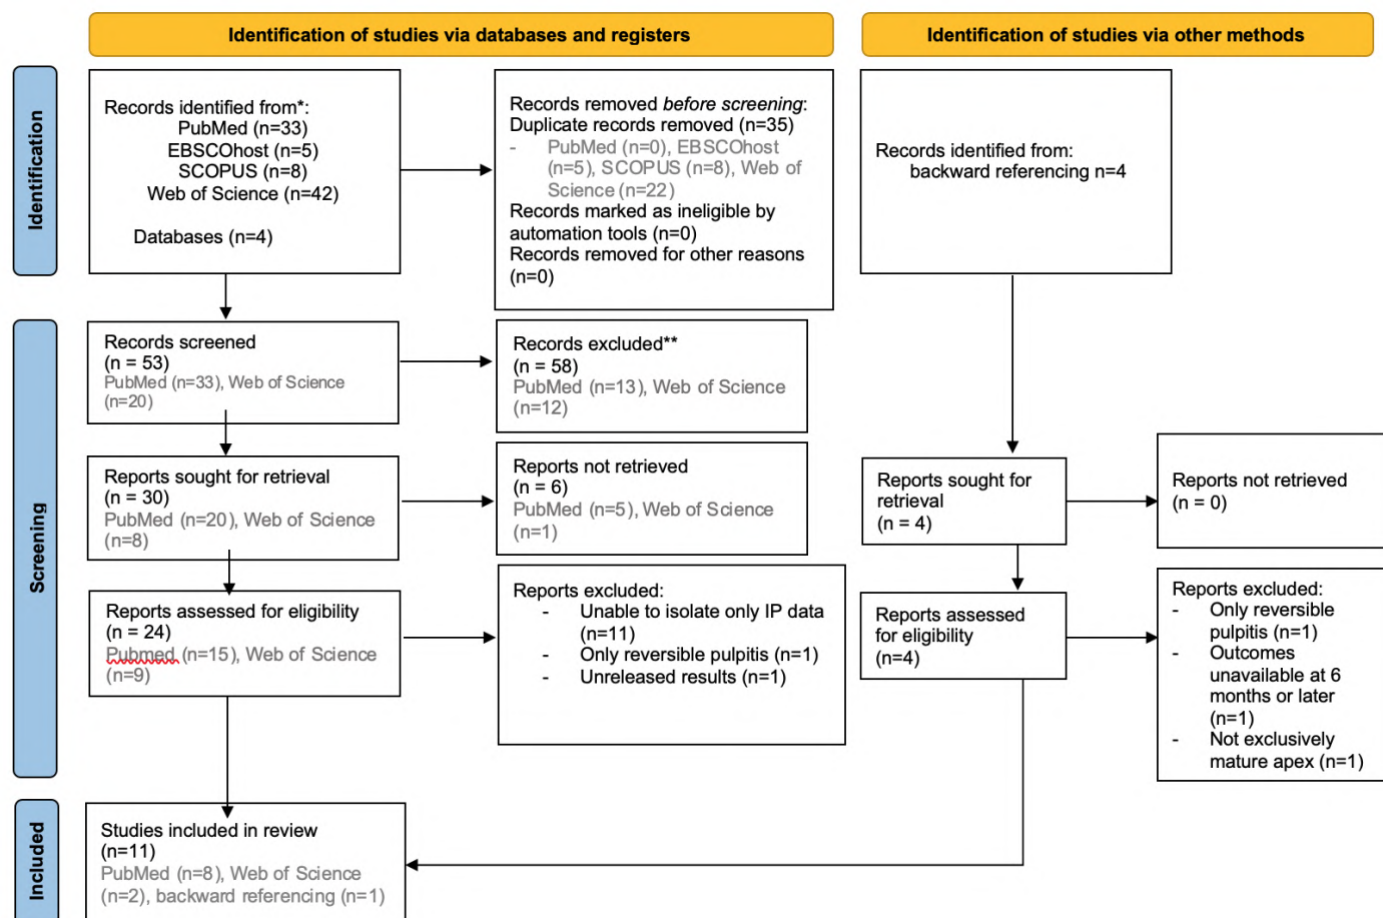 Identification of studies via databases and registers
Identification of studies via other methods
Identification
Records identified from*:
PubMed (n=33)
EBSCOhost (n=5)
SCOPUS (n=8)
Web of Science (n=42)
Databases (n=4)
Records removed before screening:
Duplicate records removed (n=35)
- PubMed (n=0), EBSCOhost
(n=5), SCOPUS (n=8), Web of
Science (n=22)
Records marked as ineligible by
automation tools (n=0)
Records removed for other reasons
(n=0)
Records identified from:
backward referencing n=4
Screening
Records screened
(n = 53)
PubMed (n=33), Web of Science
(n=20)
Records excluded**
(n = 58)
PubMed (n=13), Web of Science
(n=12)
Reports sought for retrieval
(n = 30)
PubMed (n=20), Web of Science
(n=8)
Reports not retrieved
(n = 6)
PubMed (n=5), Web of Science
(n=1)
Reports sought for
retrieval
(n = 4)
Reports not retrieved
(n = 0)
Reports assessed for eligibility
(n = 24)
Pubmed (n=15), Web of Science
(n=9)
Reports excluded:
- Unable to isolate only IP data
(n=11)
- Only reversible pulpitis (n=1)
- Unreleased results (n=1)
Reports assessed
for eligibility
(n=4)
Reports excluded:
- Only reversible
pulpitis (n=1)
- Outcomes
unavailable at 6
months or later
(n=1)
- Not exclusively
mature apex (n=1)
Included
Studies included in review
(n=11)
PubMed (n=8), Web of Science
(n=2), backward referencing (n=1)